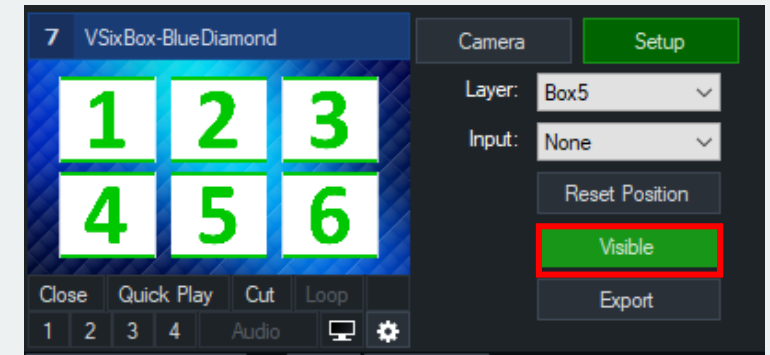 7 VSixBox-BlueDiamond
1 2 3
4 5 6
Close Quick Play Cut Loop
1 2 3 4 Audio
Camera Setup
Layer: Box5
Input: None
Reset Position
Visible
Export